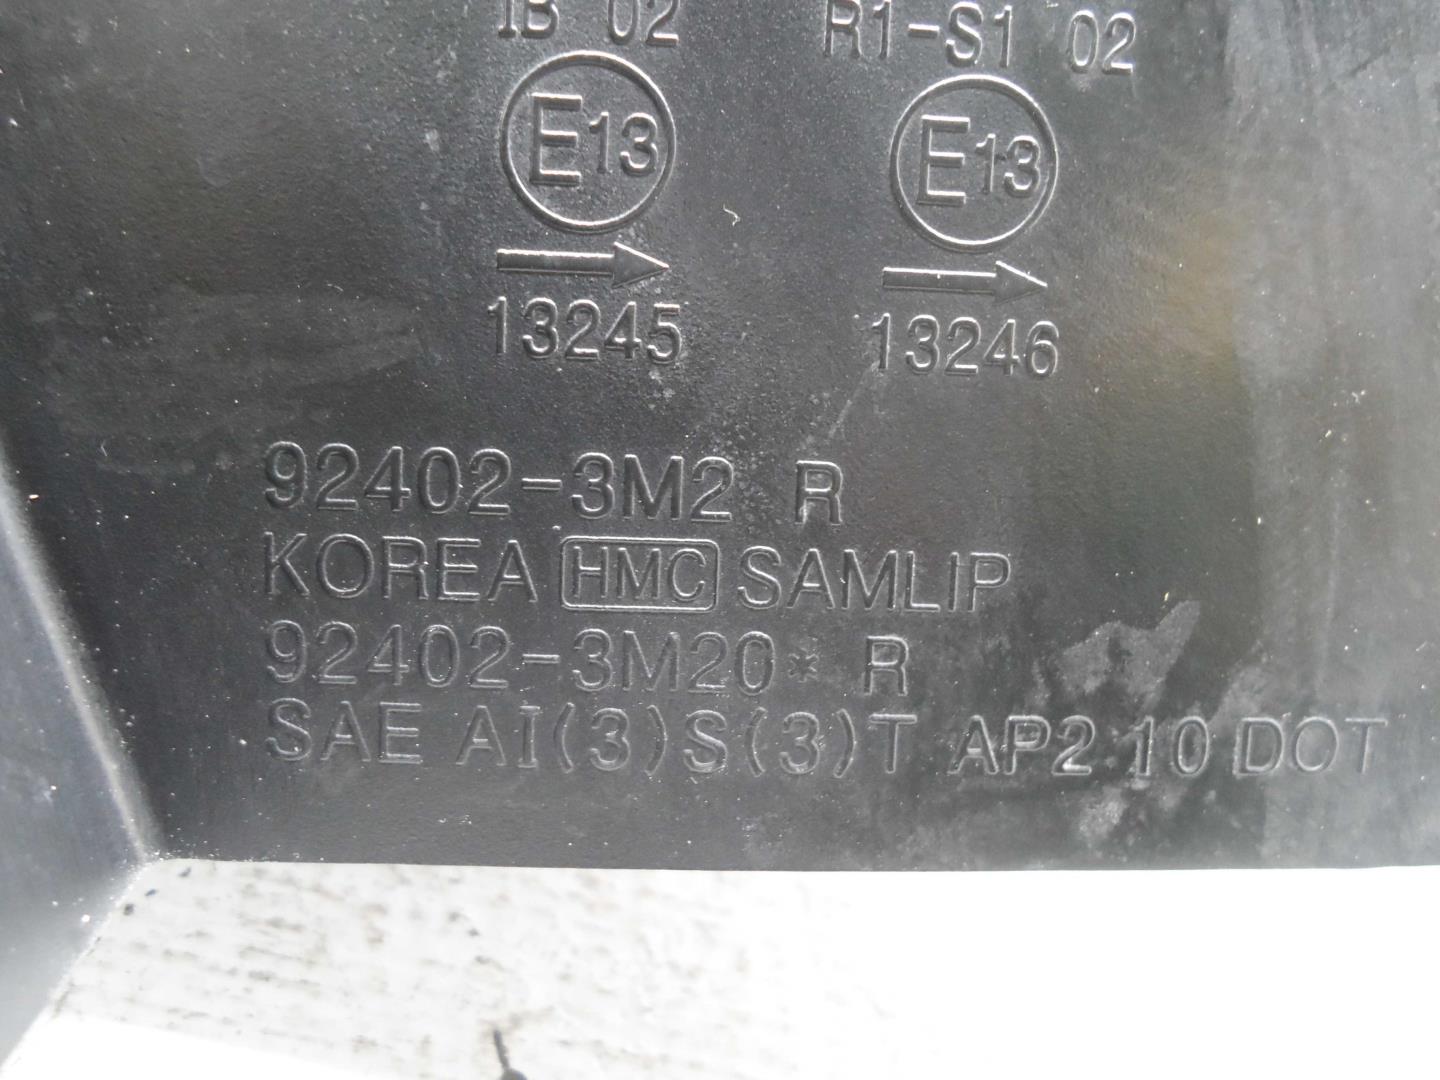 IB 02 R1-S1 02
E13 E13
13245 13246
92402-3M2 R
KOREA HMC SAMLIP
92402-3M20* R
SAE AI(3)S(3)T AP2 10 DOT